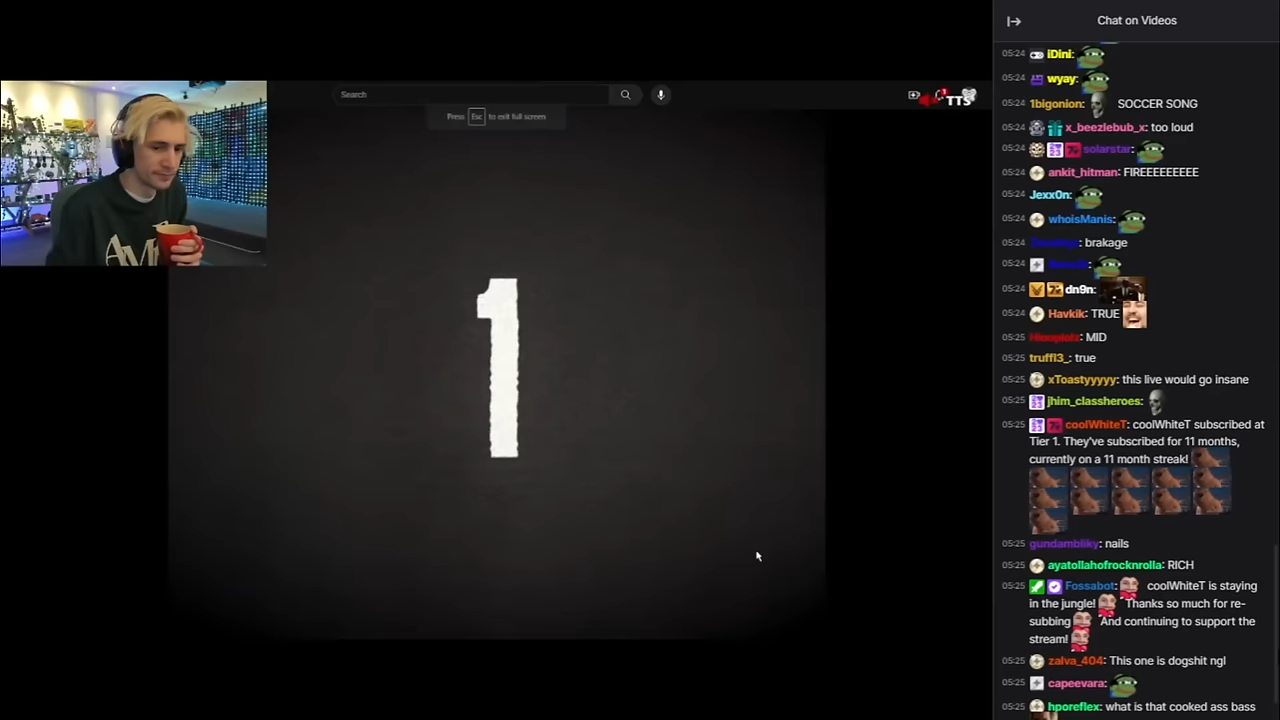 Chat on Videos
Search
TTS
Press Esc to exit full screen
1
AM
05:24 iDini:
05:24 wyay:
05:24 1bigonion: SOCCER SONG
05:24 x_beezlebub_x: too loud
05:24 solarstar:
05:24 ankit_hitman: FIREEEEEEEEE
05:24 Jexx0n:
05:24 whoisManis:
05:24 : brakage
05:24
05:24 dn9n:
05:24 Havkik: TRUE
05:25 : MID
05:25 truffl3_: true
05:25 xToastyyyyy: this live would go insane
05:25 jhim_classheroes:
05:25 coolWhiteT: coolWhiteT subscribed at
Tier 1. They've subscribed for 11 months,
currently on a 11 month streak!
05:25 gundambliky: nails
05:25 ayatollahofrocknrolla: RICH
05:25 Fossabot: coolWhiteT is staying
in the jungle! Thanks so much for re-
subbing And continuing to support the
stream!
05:25 zaiva_404: This one is dogshit ngl
05:25 capeevara:
05:25 hporeflex: what is that cooked ass bass